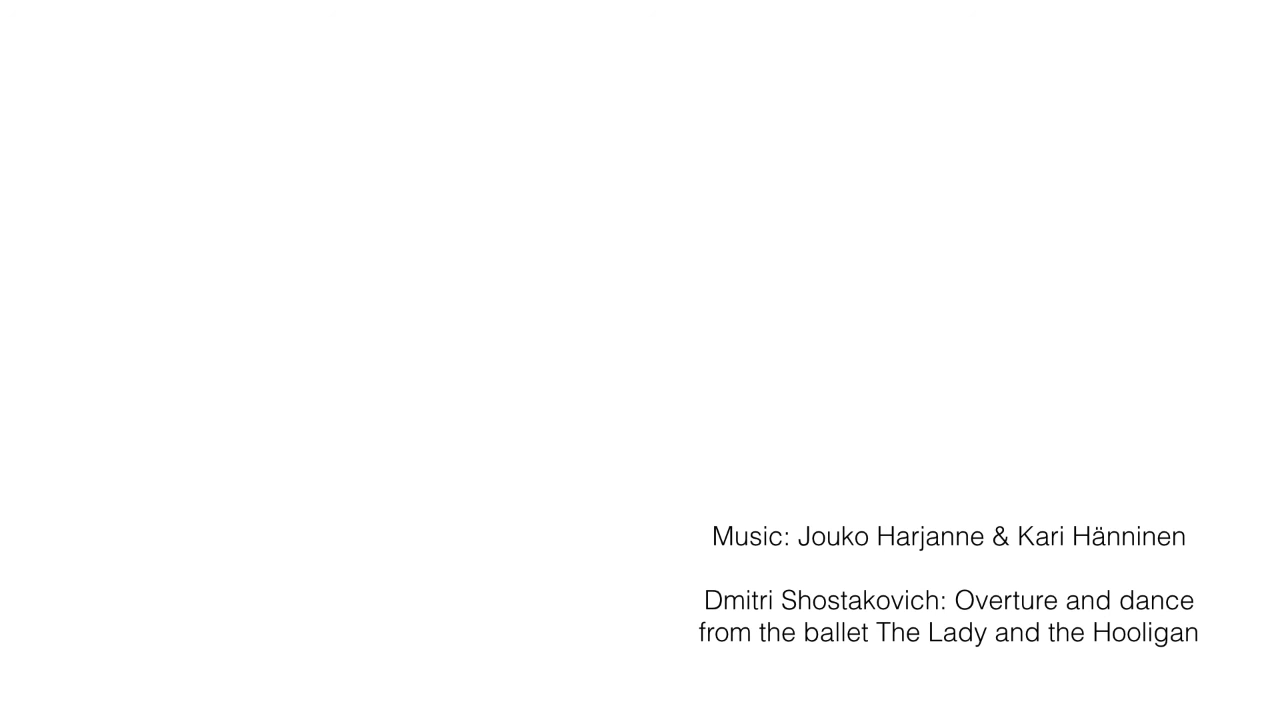 Music: Jouko Harjanne & Kari Hänninen
Dmitri Shostakovich: Overture and dance
from the ballet The Lady and the Hooligan